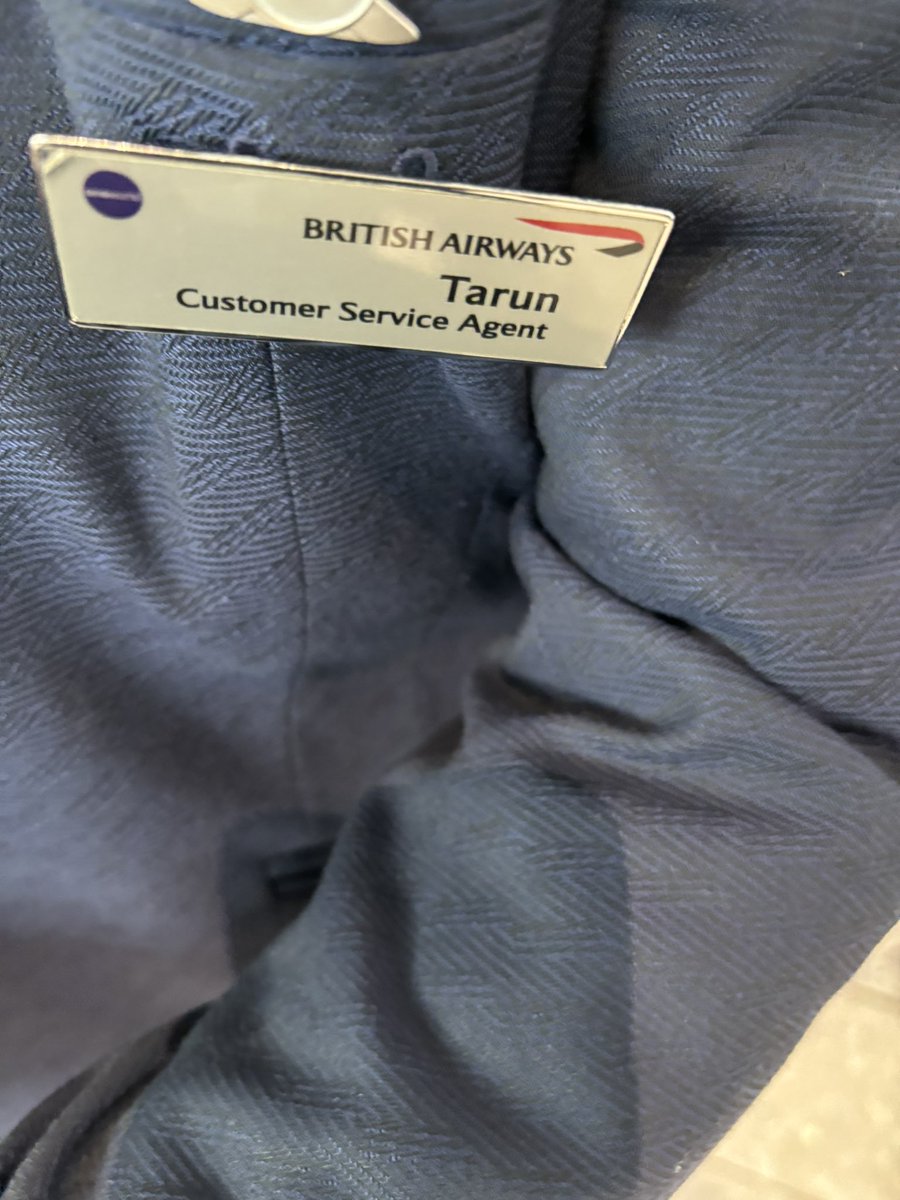 BRITISH AIRWAYS
Tarun
Customer Service Agent